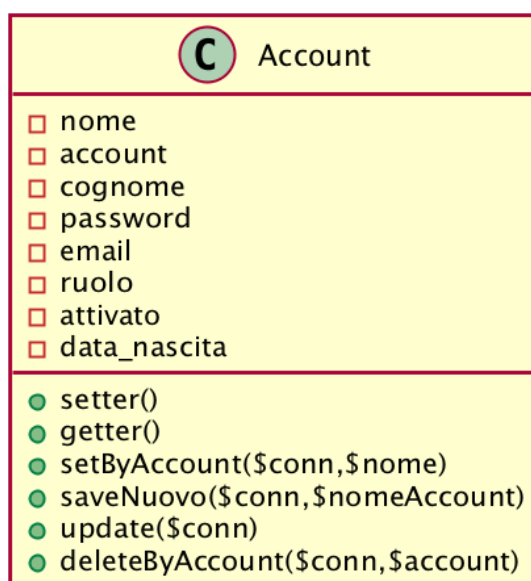 C Account
nome
account
cognome
password
email
ruolo
attivato
data_nascita
setter()
getter()
setByAccount($conn,$nome)
saveNuovo($conn,$nomeAccount)
update($conn)
deleteByAccount($conn,$account)